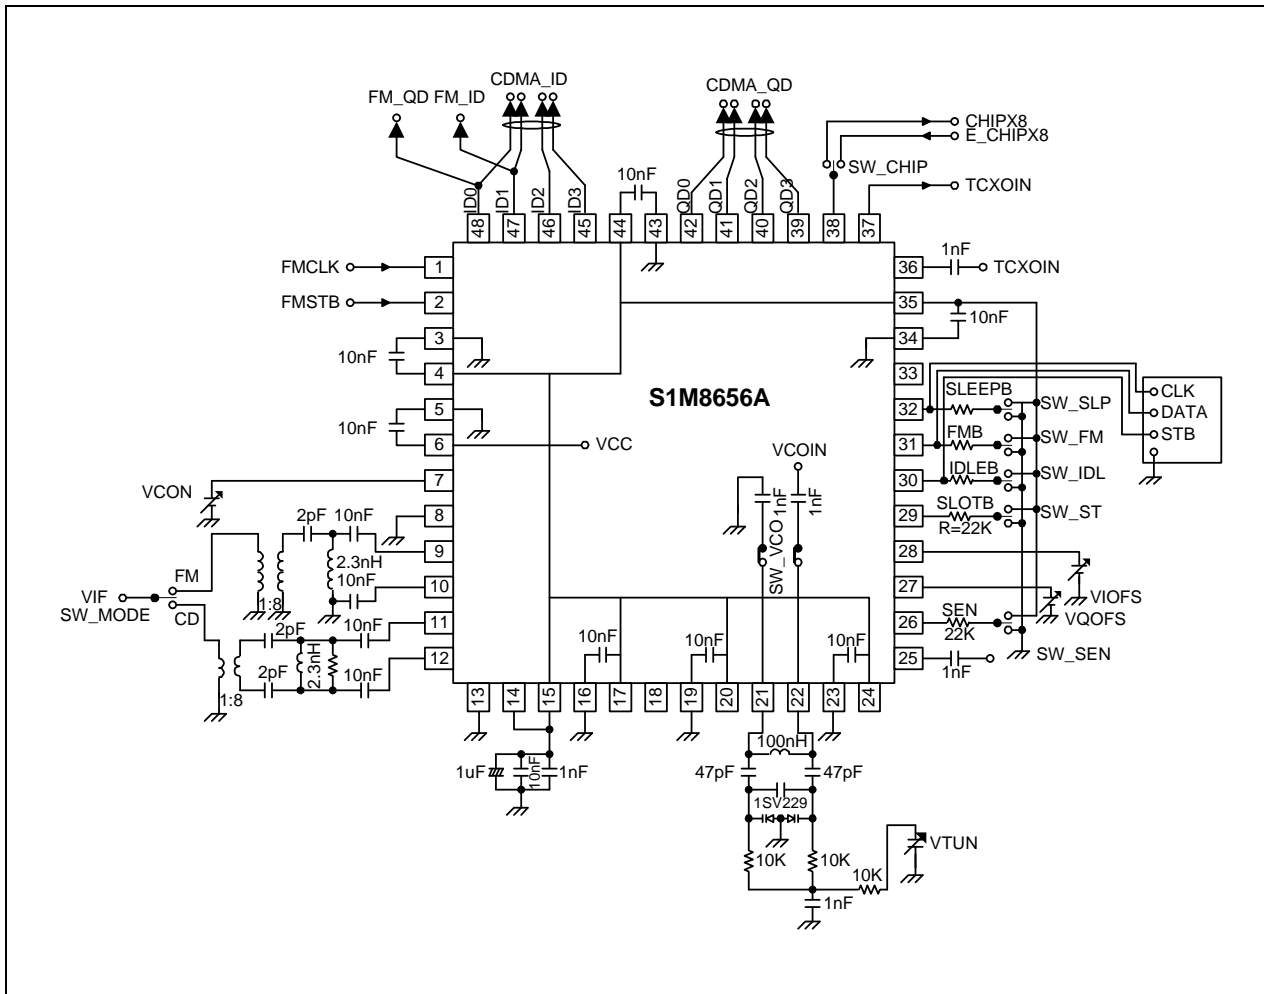 CDMA_ID
CDMA_QD
FM_QD
FM_ID
CHIPX8
E_CHIPX8
SW_CHIP
10nF
TCXOIN
ID0
ID1
ID2
ID3
QD0
QD1
QD2
QD3
48
47
46
45
44
43
42
41
40
39
38
37
1nF
FMCLK
1
36
TCXOIN
FMSTB
2
35
3
10nF
34
10nF
4
33
S1M8656A
SLEEPB
CLK
5
32
SW_SLP
DATA
10nF
FMB
STB
6
VCC
31
SW_FM
VCOIN
IDLEB
VCON
7
30
SW_IDL
1nF
1nF
SLOTB
2pF
10nF
8
29
SW_ST
R=22K
SW_VCO
9
28
2.3nH
FM
10nF
10
27
VIOFS
VIF
SW_MODE
1:8
VQOFS
CD
SEN
2pF
10nF
11
26
22K
10nF
10nF
10nF
2.3nH
12
25
SW_SEN
2pF
10nF
1nF
1:8
13
14
15
16
17
18
19
20
21
22
23
24
100nH
1uF
10nF
1nF
47pF
47pF
1SV229
VTUN
10K
10K
10K
1nF